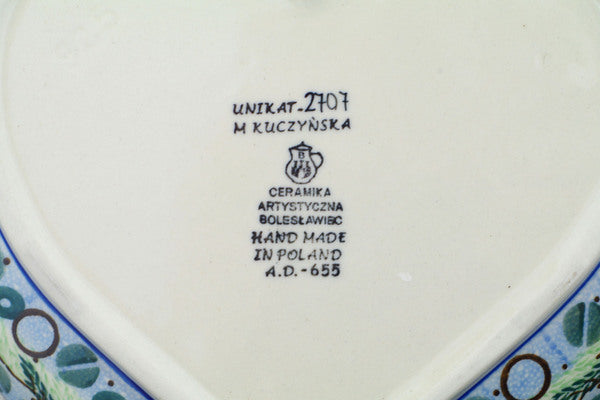 UNIKAT-2707
M KUCZYŃSKA
B
CERAMIKA
ARTYSTYCZNA
BOLESŁAWIEC
HAND MADE
IN POLAND
A.D.-655